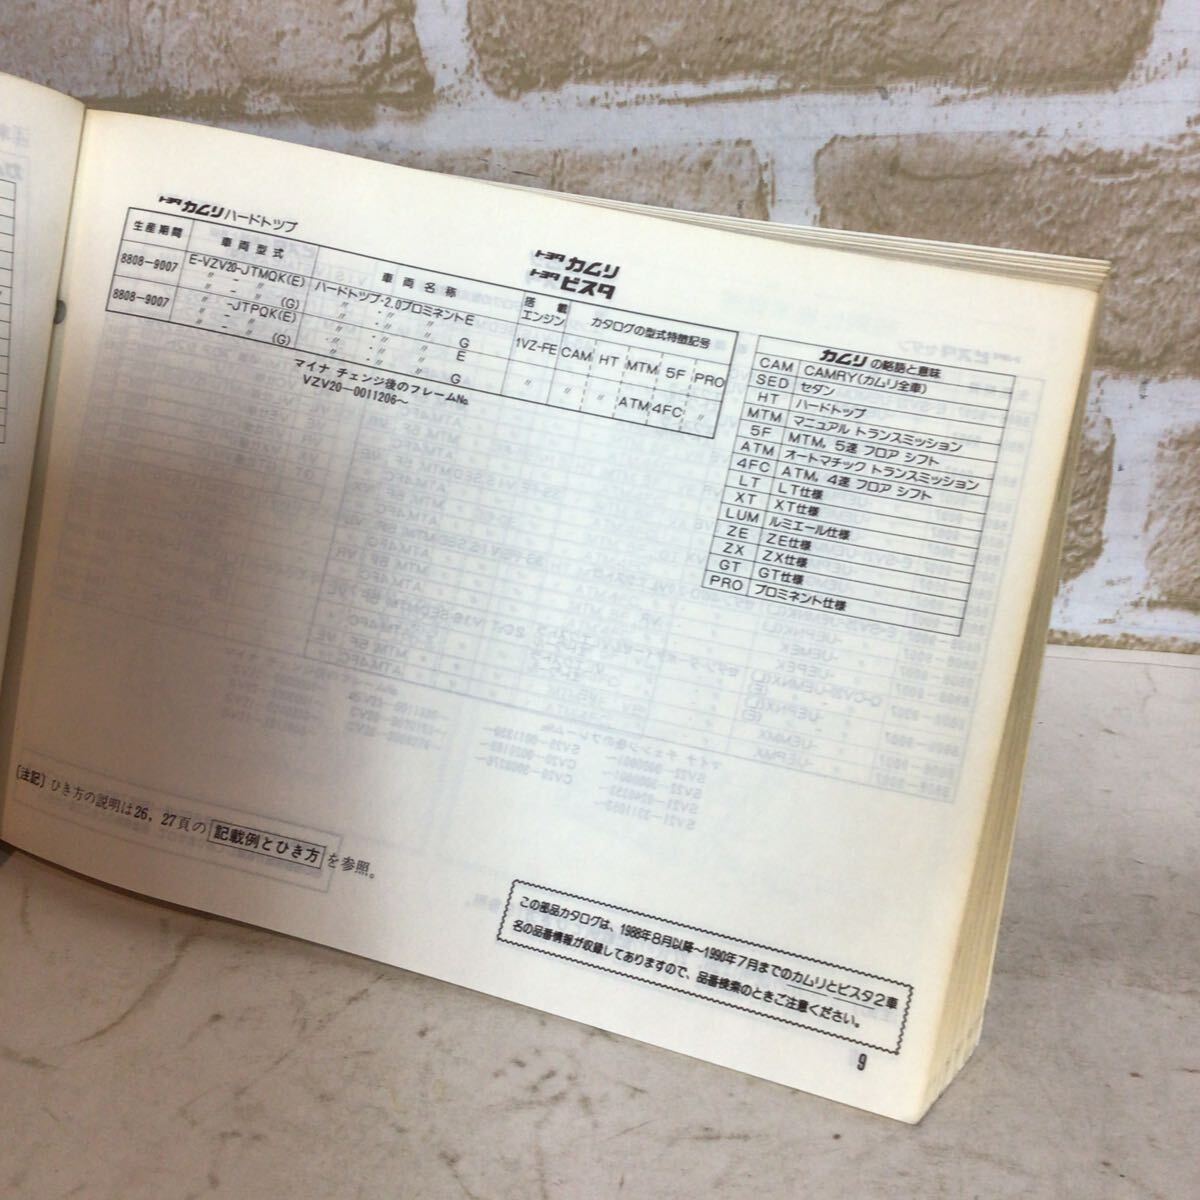 トヨタ カムリ ハードトップ
トヨタ カムリ
トヨタ ビスタ
生産期間 車両型式 車両名称 搭載エンジン カタログの型式特徴記号
8808-9007 E-VZV20-JTMQK(E) ハードトップ・2.0プロミネントE 1VZ-FE CAM HT MTM 5F PRO
〃 - 〃 (G) 〃 - 〃 〃 G
8808-9007 〃 -JTPQK(E) 〃 - 〃 〃 E 〃 〃 〃 ATM 4FC 〃
〃 - 〃 (G) 〃 - 〃 〃 G
マイナ チェンジ後のフレームNo.
VZV20-0011206~
カムリ の略語と意味
CAM CAMRY(カムリ全車)
SED セダン
HT ハードトップ
MTM マニュアル トランスミッション
5F MTM, 5速 フロア シフト
ATM オートマチック トランスミッション
4FC ATM, 4速 フロア シフト
LT LT仕様
XT XT仕様
LUM ルミエール仕様
ZE ZE仕様
ZX ZX仕様
GT GT仕様
PRO プロミネント仕様
〔注記〕ひき方の説明は26, 27頁の 記載例とひき方 を参照。
この部品カタログは、1988年8月以降~1990年7月までのカムリとビスタ2車
名の品番情報が収録してありますので、品番検索のときご注意ください。
9